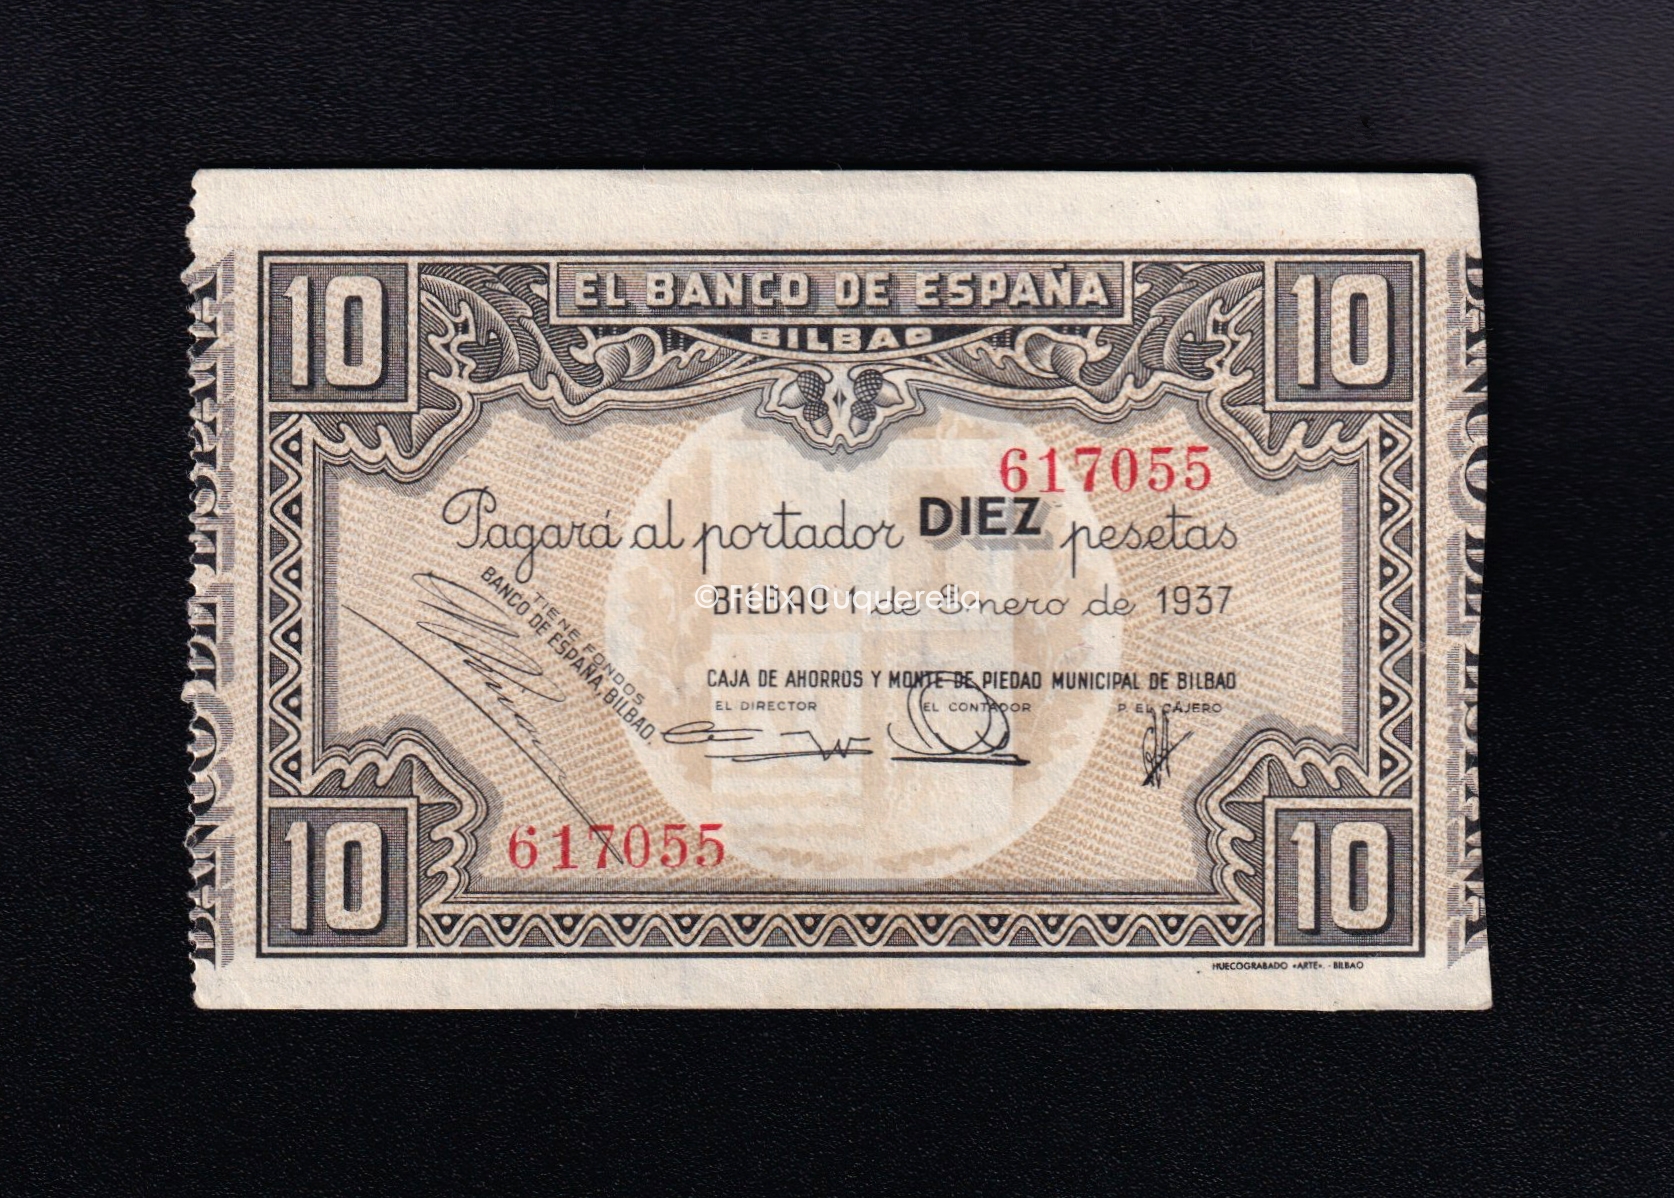 10
EL BANCO DE ESPAÑA
10
BILBAO
617055
Pagará al portador DIEZ pesetas
BILBAO 1 de Enero de 1937
© Félix Cuquerella
TIENE FONDOS
BANCO DE ESPAÑA, BILBAO.
CAJA DE AHORROS Y MONTE DE PIEDAD MUNICIPAL DE BILBAO
EL DIRECTOR
EL CONTADOR
P. EL CAJERO
617055
10
10
HUECOGRABADO «ARTE». - BILBAO
BANCO DE ESPAÑA
BANCO DE ESPAÑA